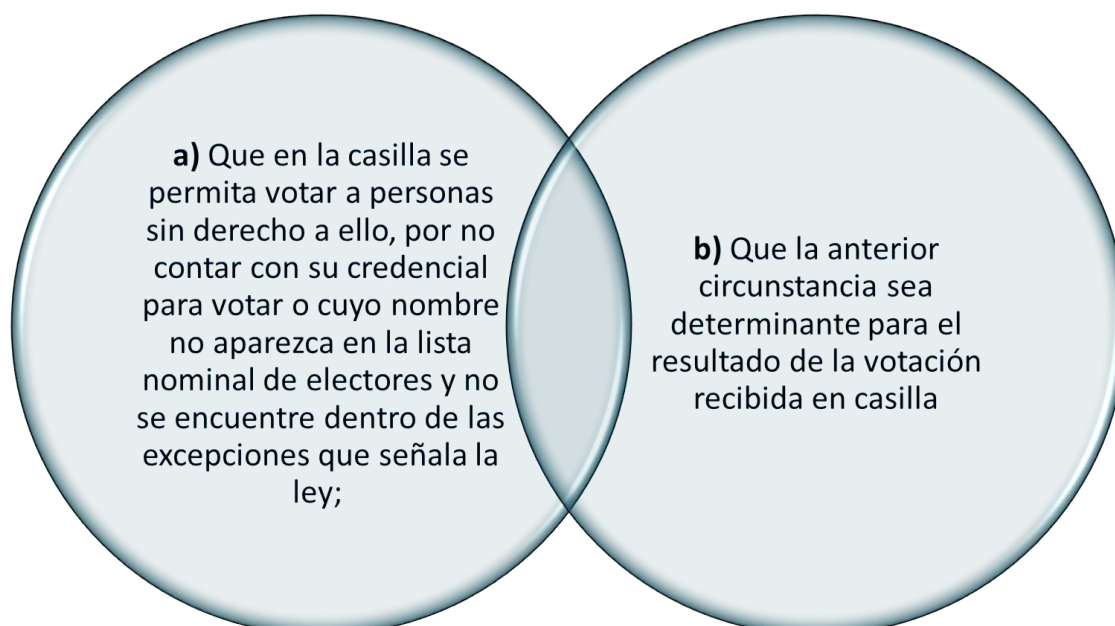 a) Que en la casilla se
permita votar a personas
sin derecho a ello, por no
contar con su credencial
para votar o cuyo nombre
no aparezca en la lista
nominal de electores y no
se encuentre dentro de las
excepciones que señala la
ley;
b) Que la anterior
circunstancia sea
determinante para el
resultado de la votación
recibida en casilla